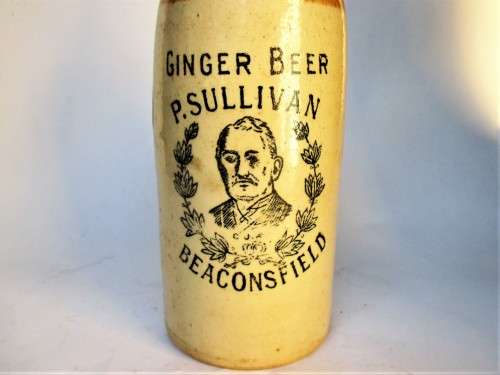 GINGER BEER
P. SULLIVAN
BEACONSFIELD